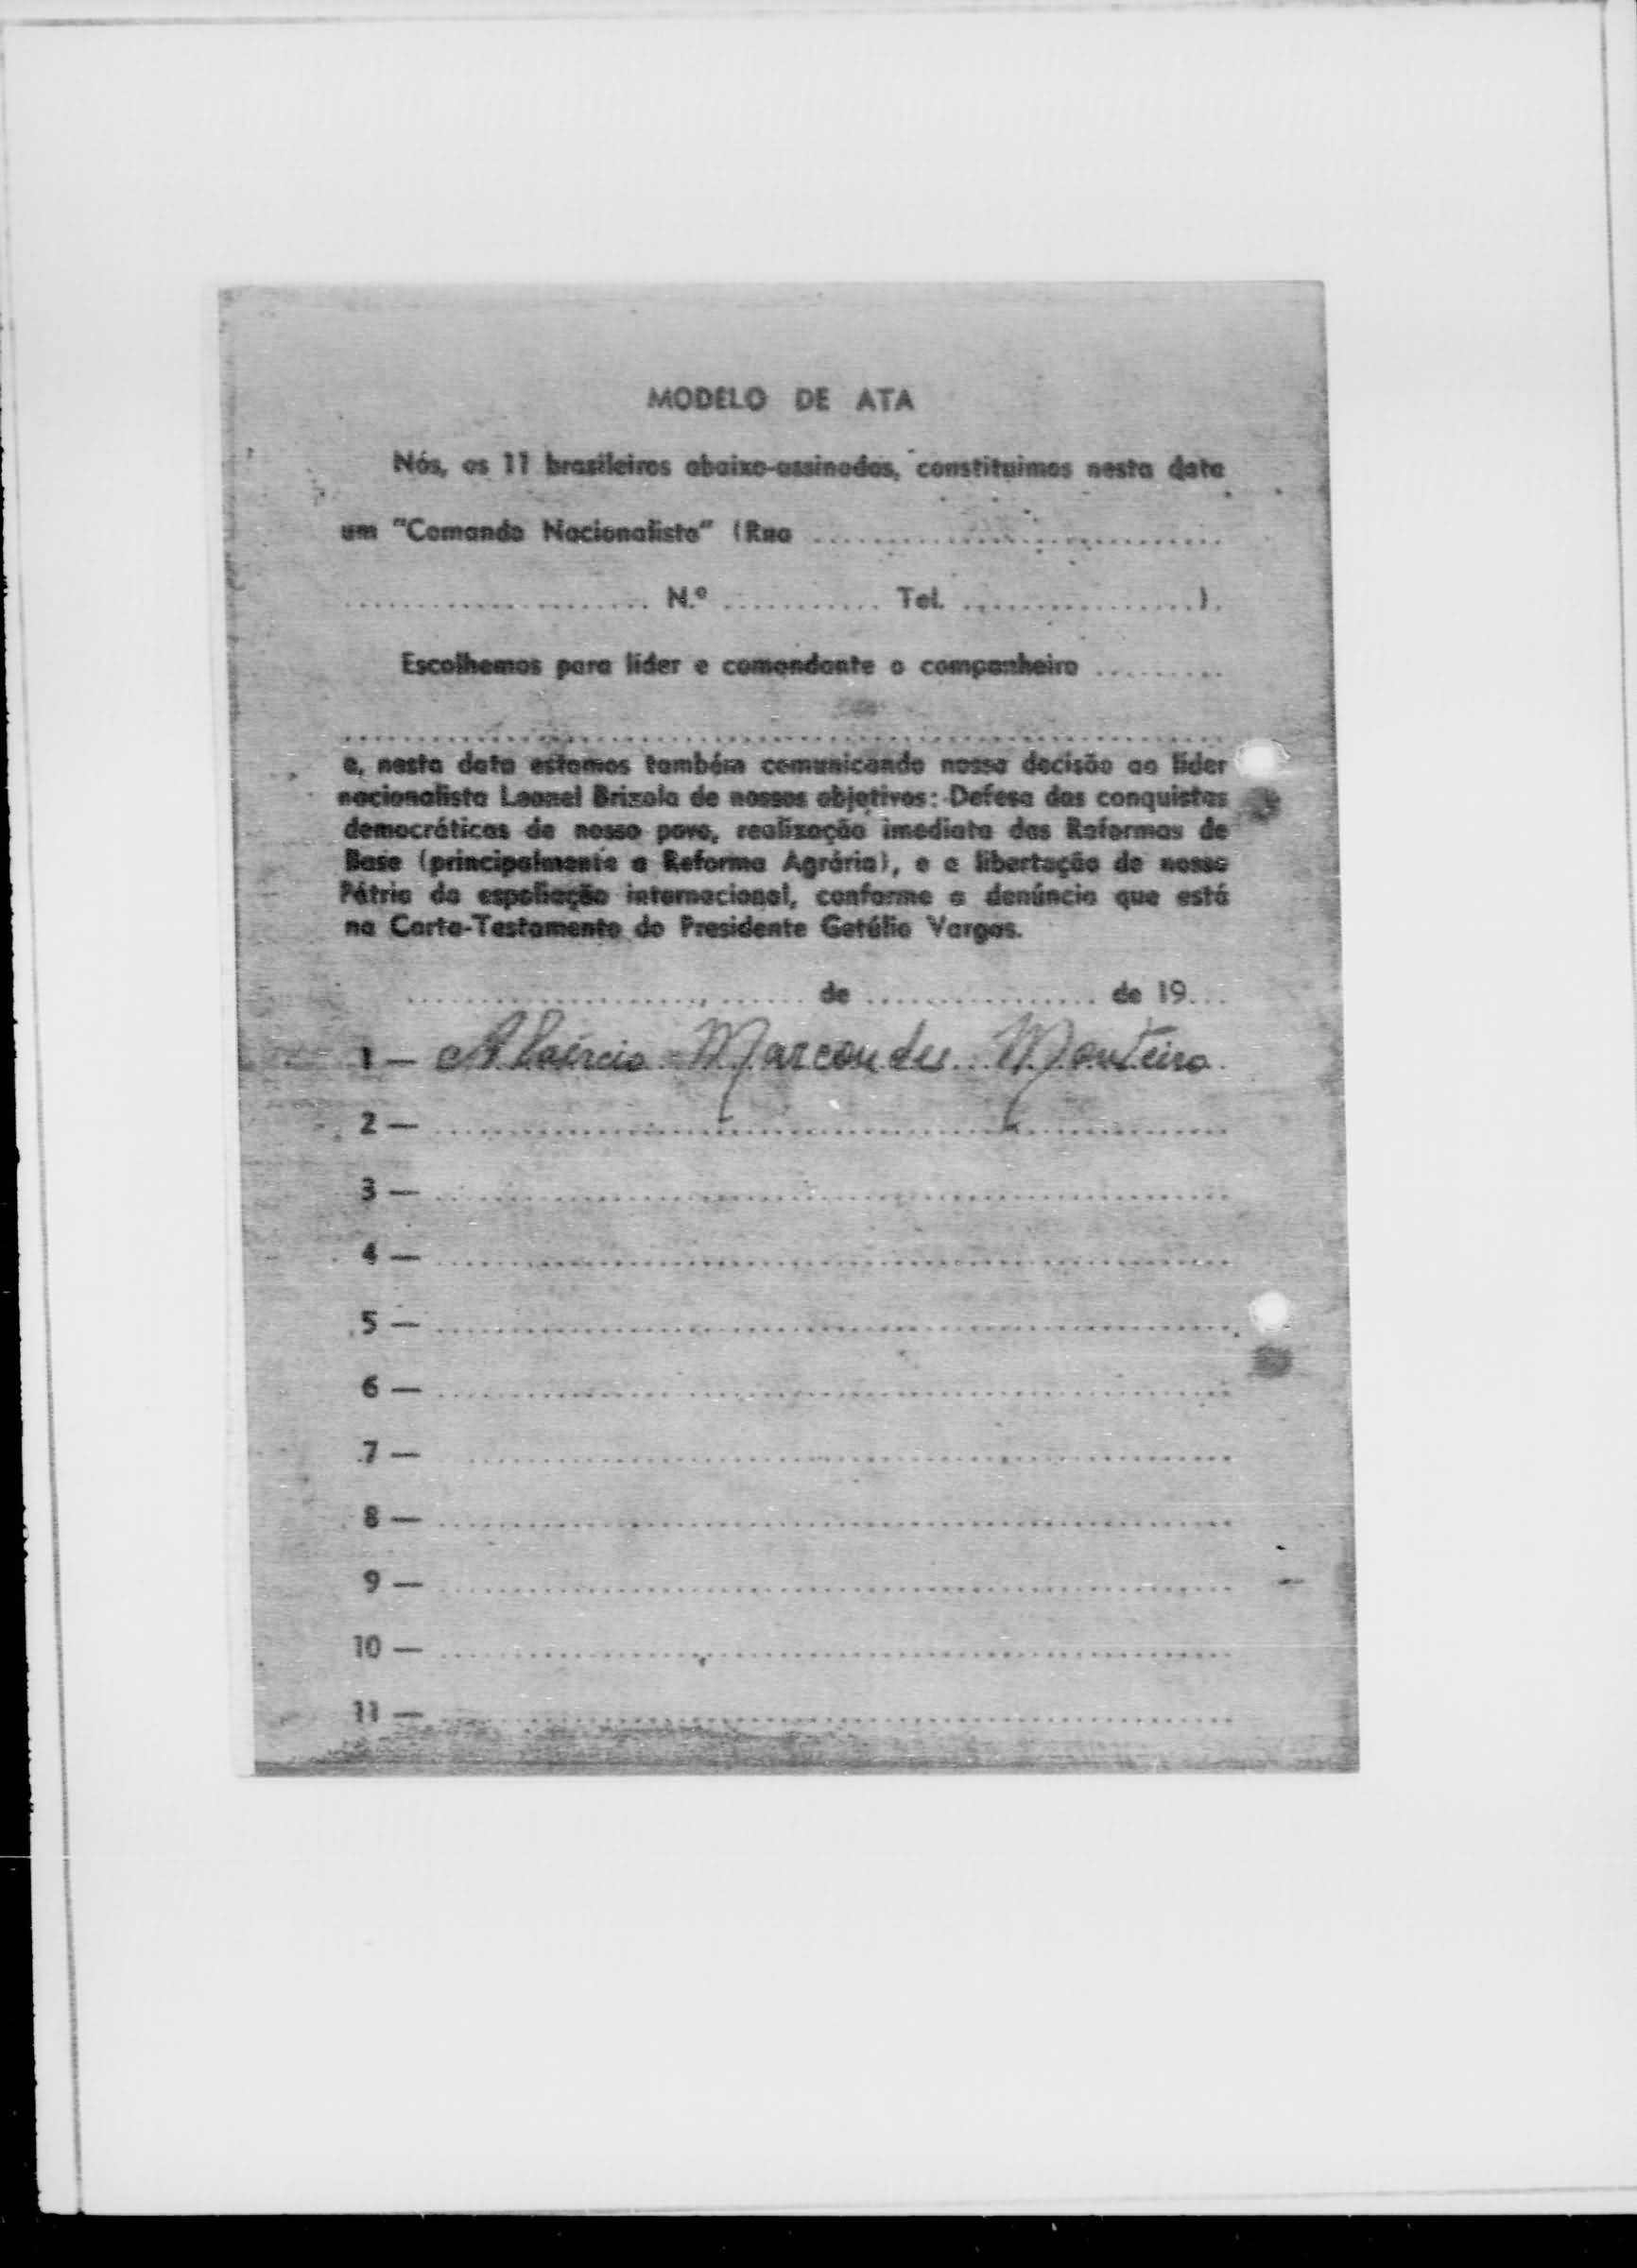 MODELO DE ATA
Nós, os 11 brasileiros abaixo-assinados, constituimos nesta data
um "Comando Nacionalista" (Rua ..............................
..................... N.º ........... Tel. ................).
Escolhemos para líder e comandante o companheiro .........
............................................................
e, nesta data estamos também comunicando nossa decisão ao líder
nacionalista Leonel Brizola de nossos objetivos: Defesa das conquistas
democráticas de nosso povo, realização imediata das Reformas de
Base (principalmente a Reforma Agrária), e a libertação de nossa
Pátria da espoliação internacional, conforme a denúncia que está
na Carta-Testamento do Presidente Getúlio Vargas.
...................., ...... de ................ de 19...
1 — Marcondes Monteiro
2 — ......................................................
3 — ......................................................
4 — ......................................................
5 — ......................................................
6 — ......................................................
7 — ......................................................
8 — ......................................................
9 — ......................................................
10 — ......................................................
11 — ......................................................